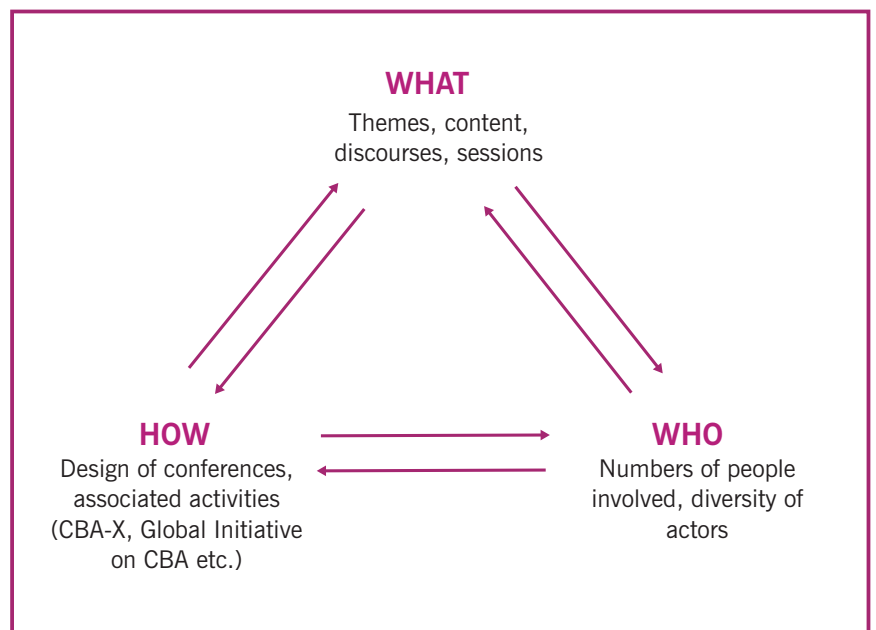 WHAT
Themes, content,
discourses, sessions
HOW
Design of conferences,
associated activities
(CBA-X, Global Initiative
on CBA etc.)
WHO
Numbers of people
involved, diversity of
actors